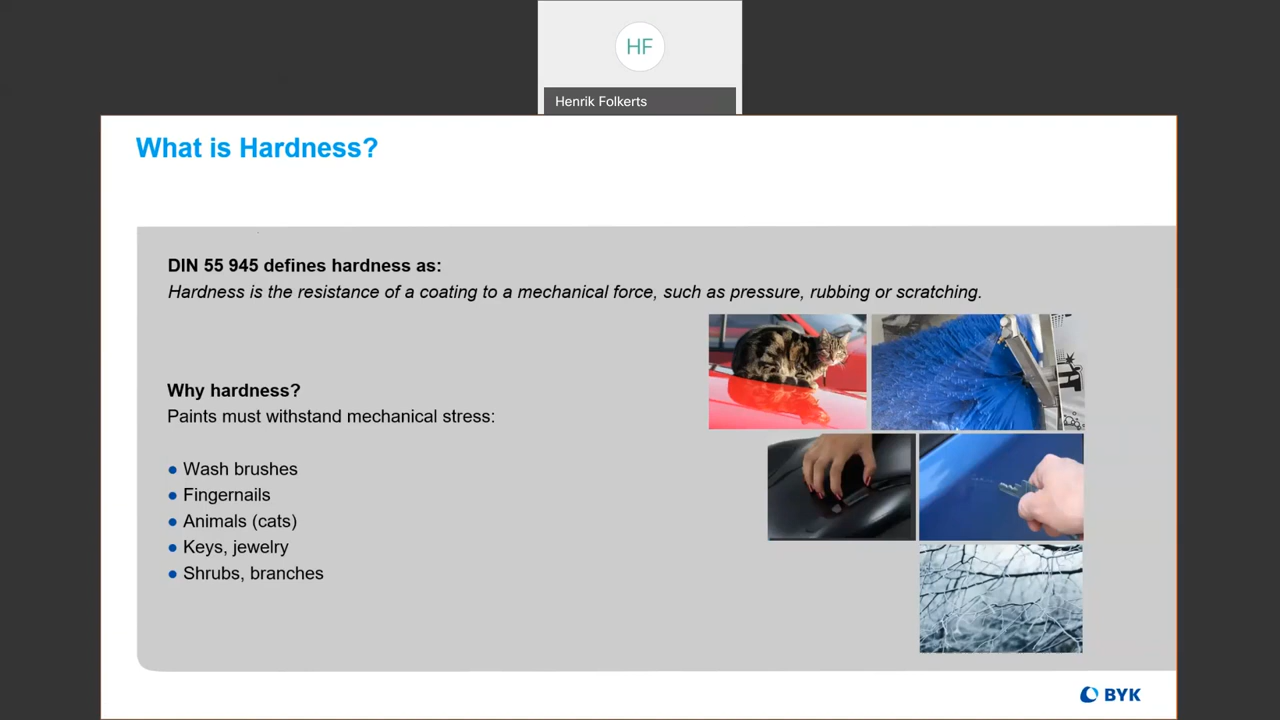 HF
Henrik Folkerts
What is Hardness?
DIN 55 945 defines hardness as:
Hardness is the resistance of a coating to a mechanical force, such as pressure, rubbing or scratching.
Why hardness?
Paints must withstand mechanical stress:
● Wash brushes
● Fingernails
● Animals (cats)
● Keys, jewelry
● Shrubs, branches
BYK